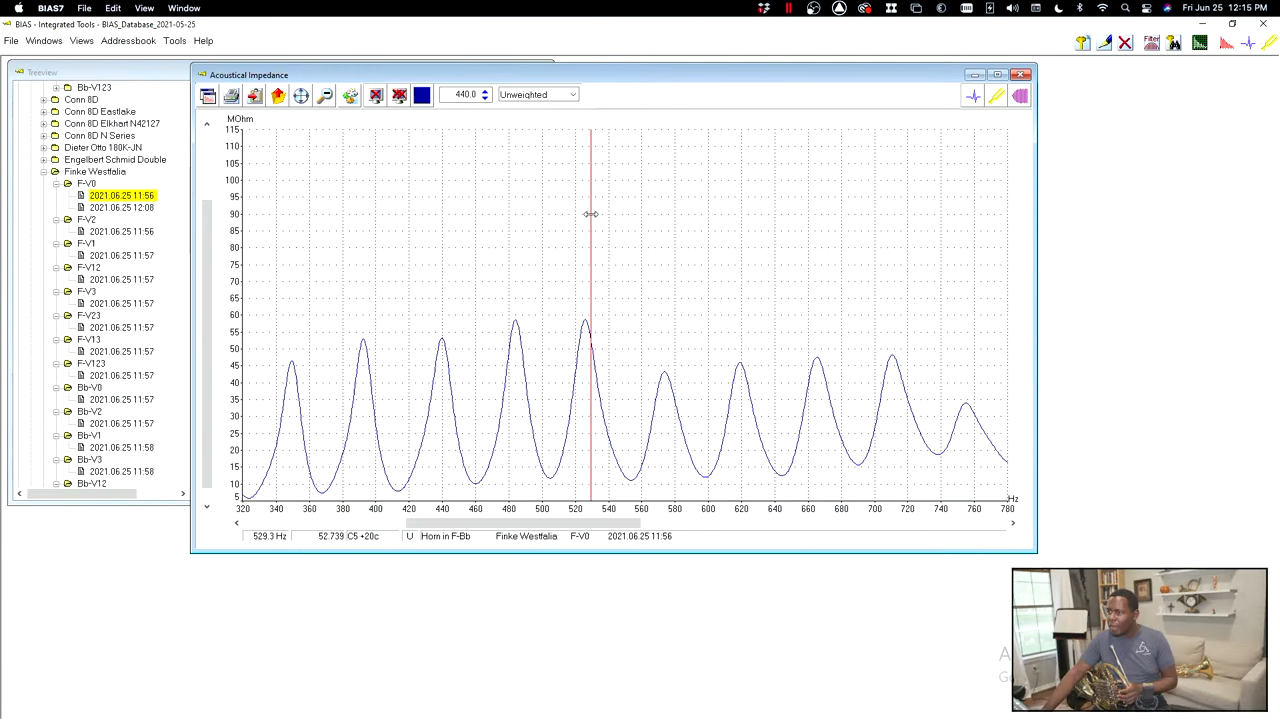 BIAS7 File Edit View Window Fri Jun 25 12:15 PM
BIAS - Integrated Tools - BIAS_Database_2021-05-25
File Windows Views Addressbook Tools Help
Filter
Treeview
Bb-V123
Conn 8D
Conn 8D Eastlake
Conn 8D Elkhart N42127
Conn 8D N Series
Dieter Otto 180K-JN
Engelbert Schmid Double
Finke Westfalia
F-V0
2021.06.25 11:56
2021.06.25 12:08
F-V2
2021.06.25 11:56
F-V1
2021.06.25 11:57
F-V12
2021.06.25 11:57
F-V3
2021.06.25 11:57
F-V23
2021.06.25 11:57
F-V13
2021.06.25 11:57
F-V123
2021.06.25 11:57
Bb-V0
2021.06.25 11:57
Bb-V2
2021.06.25 11:57
Bb-V1
2021.06.25 11:58
Bb-V3
2021.06.25 11:58
Bb-V12
Acoustical Impedance
440.0 Unweighted
MOhm
115
110
105
100
95
90
85
80
75
70
65
60
55
50
45
40
35
30
25
20
15
10
5
Hz
320 340 360 380 400 420 440 460 480 500 520 540 560 580 600 620 640 660 680 700 720 740 760 780
529.3 Hz 52.739 C5 +20c U Horn in F-Bb Finke Westfalia F-V0 2021.06.25 11:56